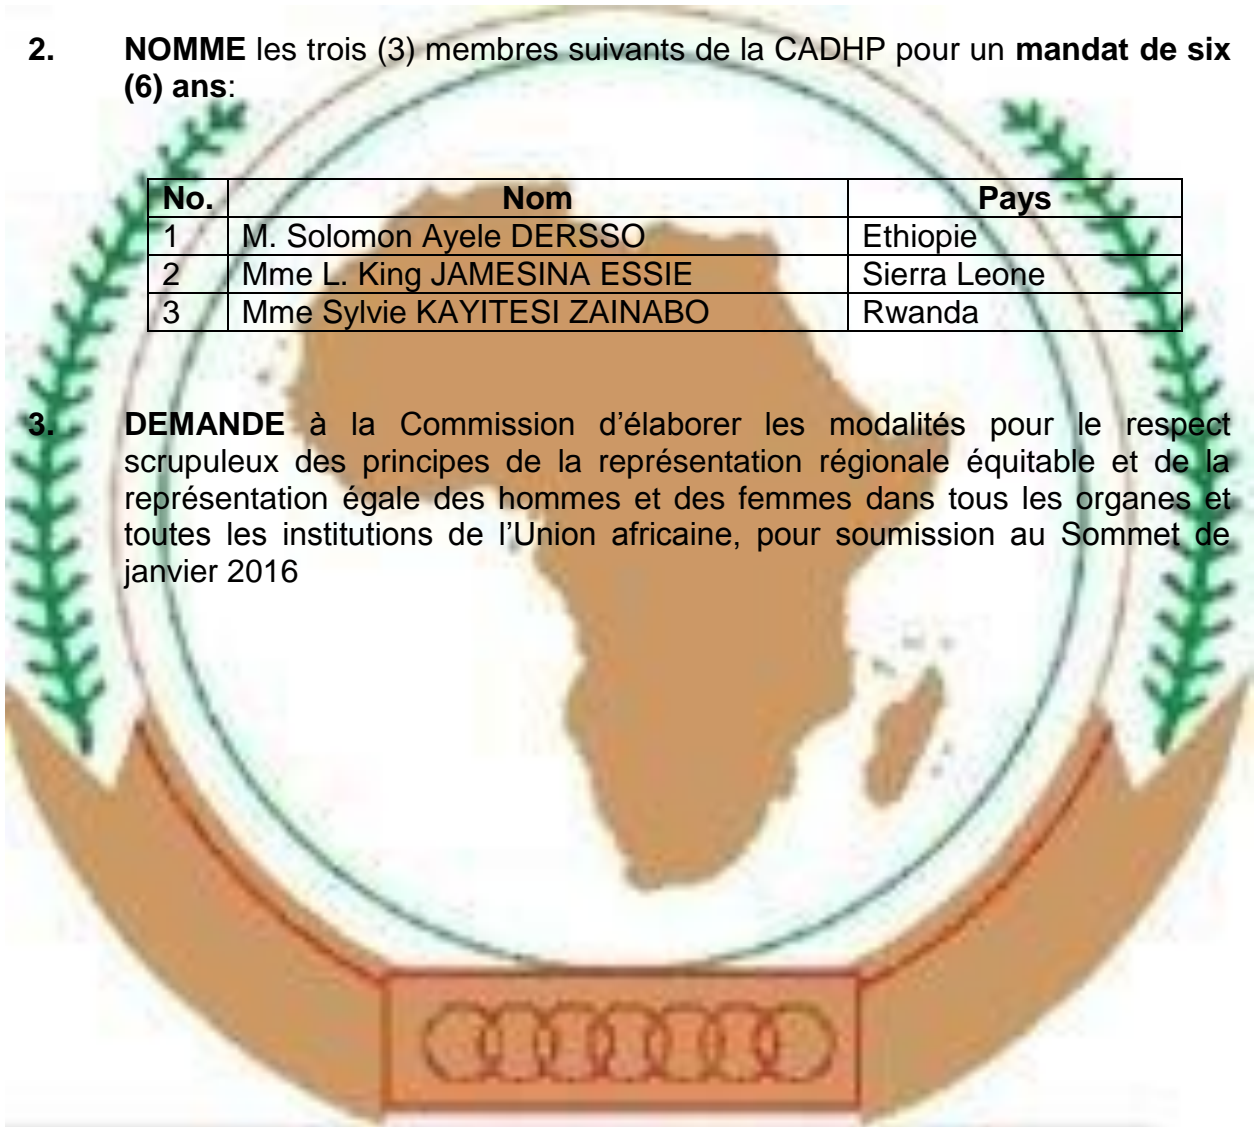 2. NOMME les trois (3) membres suivants de la CADHP pour un mandat de six
(6) ans:
No. Nom Pays
1 M. Solomon Ayele DERSSO Ethiopie
2 Mme L. King JAMESINA ESSIE Sierra Leone
3 Mme Sylvie KAYITESI ZAINABO Rwanda
3. DEMANDE à la Commission d’élaborer les modalités pour le respect
scrupuleux des principes de la représentation régionale équitable et de la
représentation égale des hommes et des femmes dans tous les organes et
toutes les institutions de l’Union africaine, pour soumission au Sommet de
janvier 2016